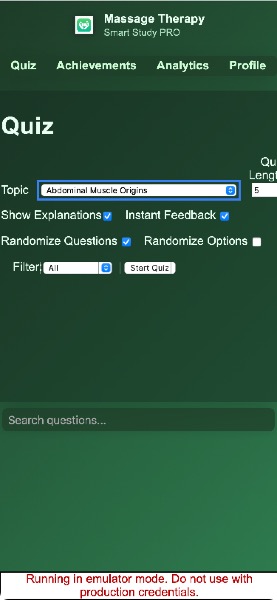 Massage Therapy
Smart Study PRO
Quiz Achievements Analytics Profile
Quiz
Qu
Lengt
Topic Abdominal Muscle Origins 5
Show Explanations Instant Feedback
Randomize Questions Randomize Options
Filter All Start Quiz
Search questions...
Running in emulator mode. Do not use with
production credentials.